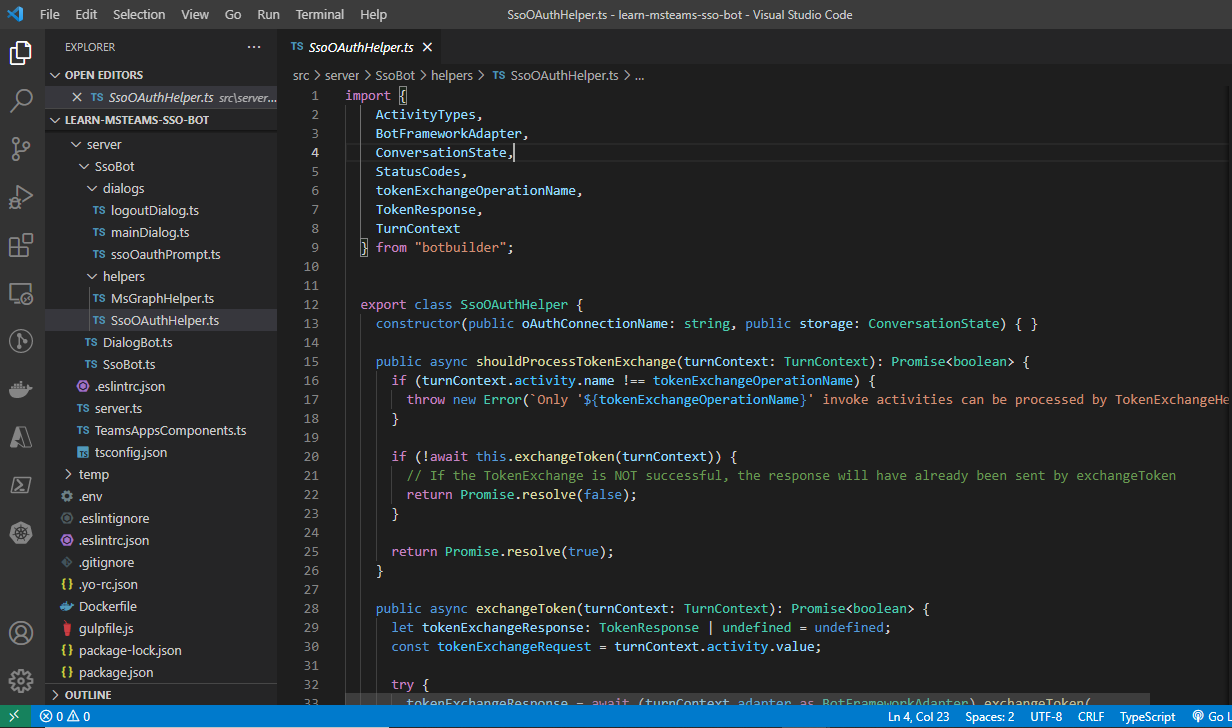 File Edit Selection View Go Run Terminal Help
SsoOAuthHelper.ts - learn-msteams-sso-bot - Visual Studio Code
EXPLORER
OPEN EDITORS
TS SsoOAuthHelper.ts src\server...
LEARN-MSTEAMS-SSO-BOT
server
SsoBot
dialogs
TS logoutDialog.ts
TS mainDialog.ts
TS ssoOauthPrompt.ts
helpers
TS MsGraphHelper.ts
TS SsoOAuthHelper.ts
TS DialogBot.ts
TS SsoBot.ts
.eslintrc.json
TS server.ts
TS TeamsAppsComponents.ts
TS tsconfig.json
temp
.env
.eslintignore
.eslintrc.json
.gitignore
{} .yo-rc.json
Dockerfile
gulpfile.js
{} package-lock.json
{} package.json
OUTLINE
TS SsoOAuthHelper.ts
src > server > SsoBot > helpers > TS SsoOAuthHelper.ts > ...
1 import {
2 ActivityTypes,
3 BotFrameworkAdapter,
4 ConversationState,
5 StatusCodes,
6 tokenExchangeOperationName,
7 TokenResponse,
8 TurnContext
9 } from "botbuilder";
10
11
12 export class SsoOAuthHelper {
13 constructor(public oAuthConnectionName: string, public storage: ConversationState) { }
14
15 public async shouldProcessTokenExchange(turnContext: TurnContext): Promise<boolean> {
16 if (turnContext.activity.name !== tokenExchangeOperationName) {
17 throw new Error(`Only '${tokenExchangeOperationName}' invoke activities can be processed by TokenExchangeHe
18 }
19
20 if (!await this.exchangeToken(turnContext)) {
21 // If the TokenExchange is NOT successful, the response will have already been sent by exchangeToken
22 return Promise.resolve(false);
23 }
24
25 return Promise.resolve(true);
26 }
27
28 public async exchangeToken(turnContext: TurnContext): Promise<boolean> {
29 let tokenExchangeResponse: TokenResponse | undefined = undefined;
30 const tokenExchangeRequest = turnContext.activity.value;
31
32 try {
33 tokenExchangeResponse = await (turnContext.adapter as BotFrameworkAdapter).exchangeToken(
0 0
Ln 4, Col 23 Spaces: 2 UTF-8 CRLF TypeScript Go L